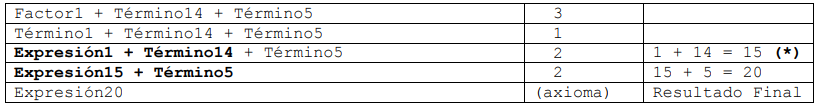 Factor1 + Término14 + Término5 3
Término1 + Término14 + Término5 1
Expresión1 + Término14 + Término5 2 1 + 14 = 15 (*)
Expresión15 + Término5 2 15 + 5 = 20
Expresión20 (axioma) Resultado Final